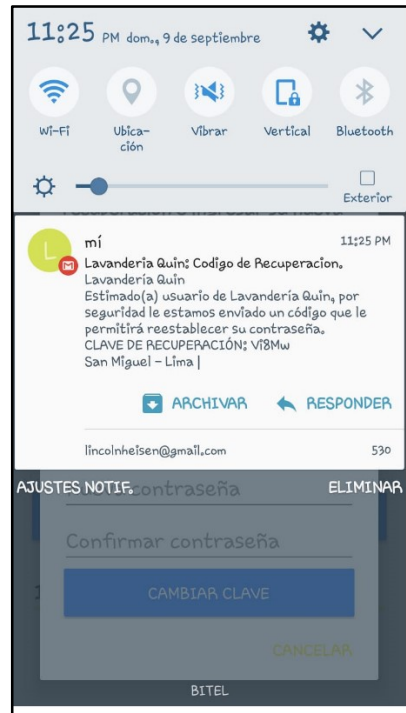 11:25 PM dom., 9 de septiembre
Wi-Fi
Ubica-
ción
Vibrar
Vertical
Bluetooth
Exterior
L
mí 11:25 PM
Lavanderia Quin: Codigo de Recuperacion.
Lavandería Quin
Estimado(a) usuario de Lavandería Quin, por
seguridad le estamos enviado un código que le
permitirá reestablecer su contraseña.
CLAVE DE RECUPERACIÓN: Vi8Mw
San Miguel – Lima |
ARCHIVAR RESPONDER
lincolnheisen@gmail.com 530
AJUSTES NOTIF. contraseña ELIMINAR
Confirmar contraseña
CAMBIAR CLAVE
CANCELAR
BITEL